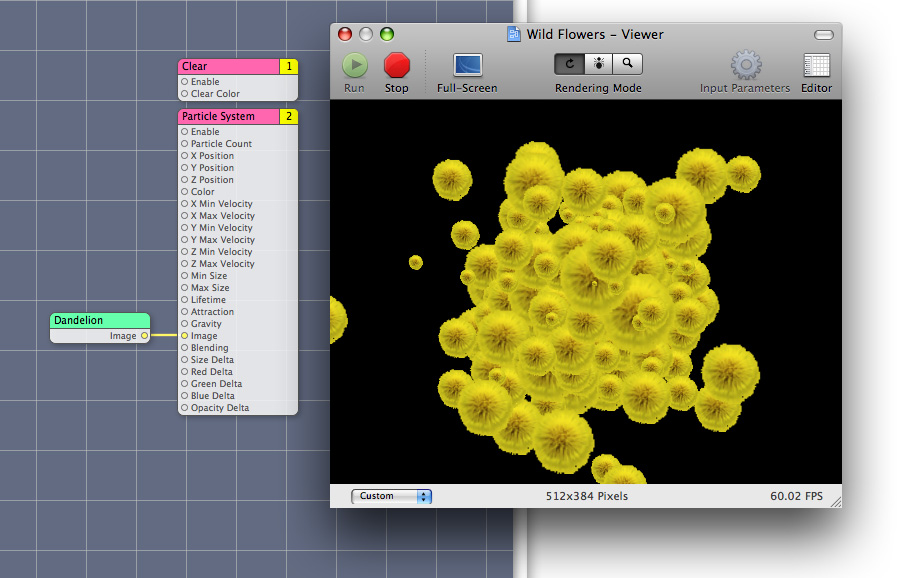 Clear 1
Enable
Clear Color
Particle System 2
Enable
Particle Count
X Position
Y Position
Z Position
Color
X Min Velocity
X Max Velocity
Y Min Velocity
Y Max Velocity
Z Min Velocity
Z Max Velocity
Min Size
Max Size
Lifetime
Attraction
Gravity
Image
Blending
Size Delta
Red Delta
Green Delta
Blue Delta
Opacity Delta
Dandelion
Image
Wild Flowers – Viewer
Run Stop Full-Screen Rendering Mode Input Parameters Editor
Custom 512x384 Pixels 60.02 FPS